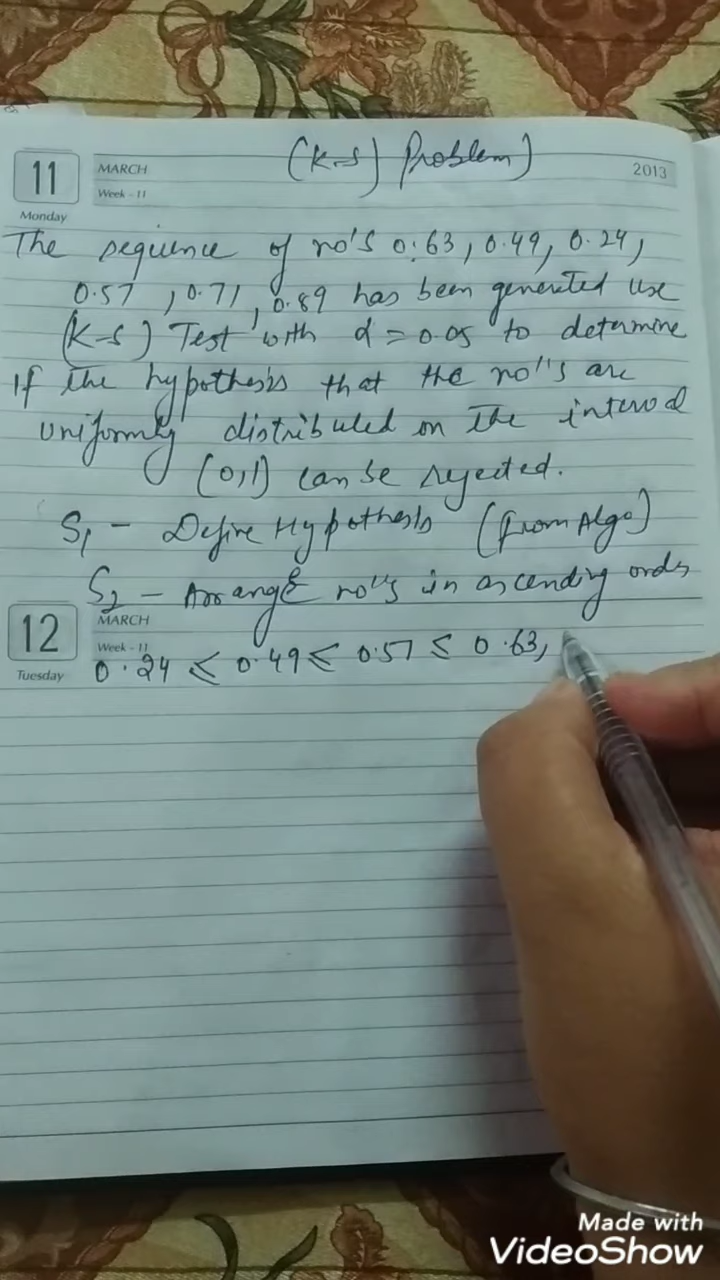 (K-S) Problem)
11
MARCH
2013
Week - 11
Monday
The sequence of no's 0.63, 0.49, 0.24,
0.57, 0.71, 0.89 has been generated use
(K-S) Test with α = 0.05 to determine
If the hypothesis that the no's are
uniformly distributed on the interval
(0,1) can be rejected.
S1 - Define Hypothesis (from Algo)
S2 - Arrange no's in ascending order
12
MARCH
Week - 11
Tuesday
0.24 ≤ 0.49 ≤ 0.57 ≤ 0.63,
Made with
VideoShow